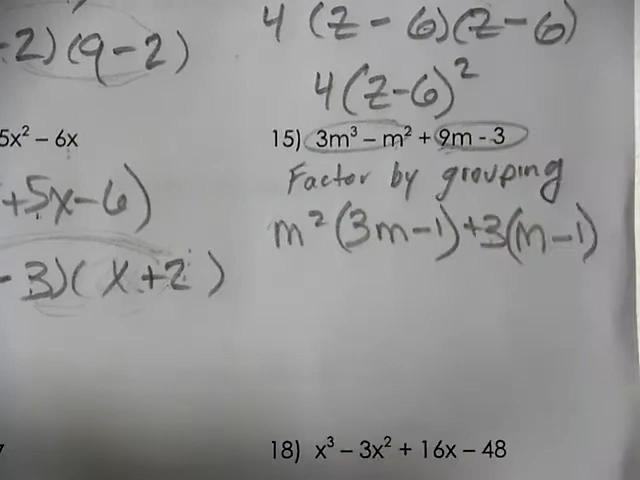 -2)(q-2)
5x² – 6x
+5x-6)
-3)(x+2)
4(z-6)(z-6)
4(z-6)²
15) 3m³ – m² + 9m - 3
Factor by grouping
m²(3m-1)+3(m-1)
18) x³ – 3x² + 16x – 48